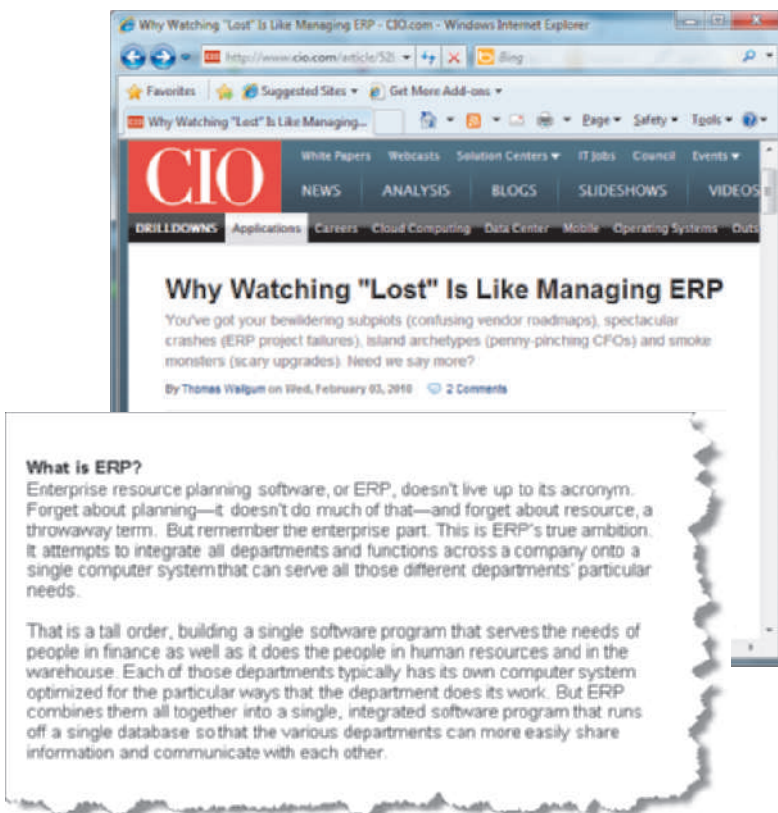 Why Watching "Lost" Is Like Managing ERP - CIO.com - Windows Internet Explorer
http://www.cio.com/article/52 Bing
Favorites Suggested Sites Get More Add-ons
Why Watching "Lost" Is Like Managing... Page Safety Tools
CIO
White Papers Webcasts Solution Centers IT Jobs Council Events
NEWS ANALYSIS BLOGS SLIDESHOWS VIDEOS
DRILLDOWNS Applications Careers Cloud Computing Data Center Mobile Operating Systems Outs
Why Watching "Lost" Is Like Managing ERP
You've got your bewildering subplots (confusing vendor roadmaps), spectacular
crashes (ERP project failures), island archetypes (penny-pinching CFOs) and smoke
monsters (scary upgrades). Need we say more?
By Thomas Wailgum on Wed, February 03, 2010 2 Comments
What is ERP?
Enterprise resource planning software, or ERP, doesn't live up to its acronym.
Forget about planning—it doesn't do much of that—and forget about resource, a
throwaway term. But remember the enterprise part. This is ERP's true ambition.
It attempts to integrate all departments and functions across a company onto a
single computer system that can serve all those different departments' particular
needs.
That is a tall order, building a single software program that serves the needs of
people in finance as well as it does the people in human resources and in the
warehouse. Each of those departments typically has its own computer system
optimized for the particular ways that the department does its work. But ERP
combines them all together into a single, integrated software program that runs
off a single database so that the various departments can more easily share
information and communicate with each other.